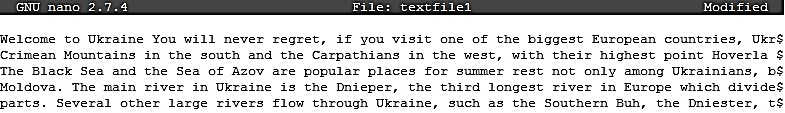 GNU nano 2.7.4 File: textfile1 Modified
Welcome to Ukraine You will never regret, if you visit one of the biggest European countries, Ukr$
Crimean Mountains in the south and the Carpathians in the west, with their highest point Hoverla $
The Black Sea and the Sea of Azov are popular places for summer rest not only among Ukrainians, b$
Moldova. The main river in Ukraine is the Dnieper, the third longest river in Europe which divide$
parts. Several other large rivers flow through Ukraine, such as the Southern Buh, the Dniester, t$